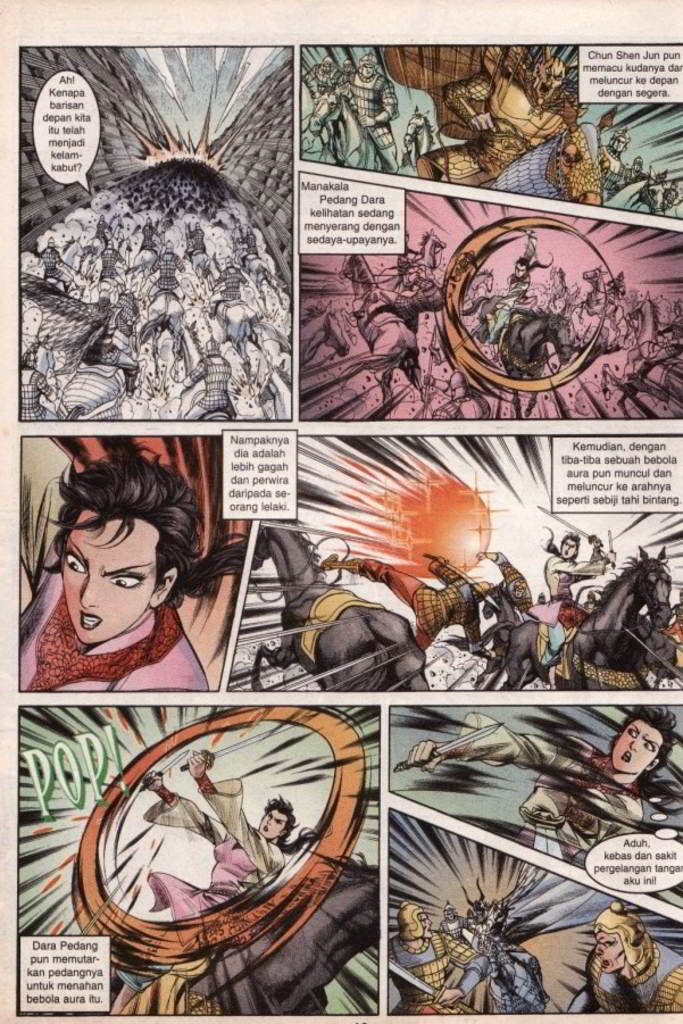 Ah!
Kenapa
barisan
depan kita
itu telah
menjadi
kelam-
kabut?
Chun Shen Jun pun
memacu kudanya dan
meluncur ke depan
dengan segera.
Manakala
Pedang Dara
kelihatan sedang
menyerang dengan
sedaya-upayanya.
Nampaknya
dia adalah
lebih gagah
dan perwira
daripada se-
orang lelaki.
Kemudian, dengan
tiba-tiba sebuah bebola
aura pun muncul dan
meluncur ke arahnya
seperti sebiji tahi bintang.
POP!
Dara Pedang
pun memutar-
kan pedangnya
untuk menahan
bebola aura itu.
Aduh,
kebas dan sakit
pergelangan tangan
aku ini!